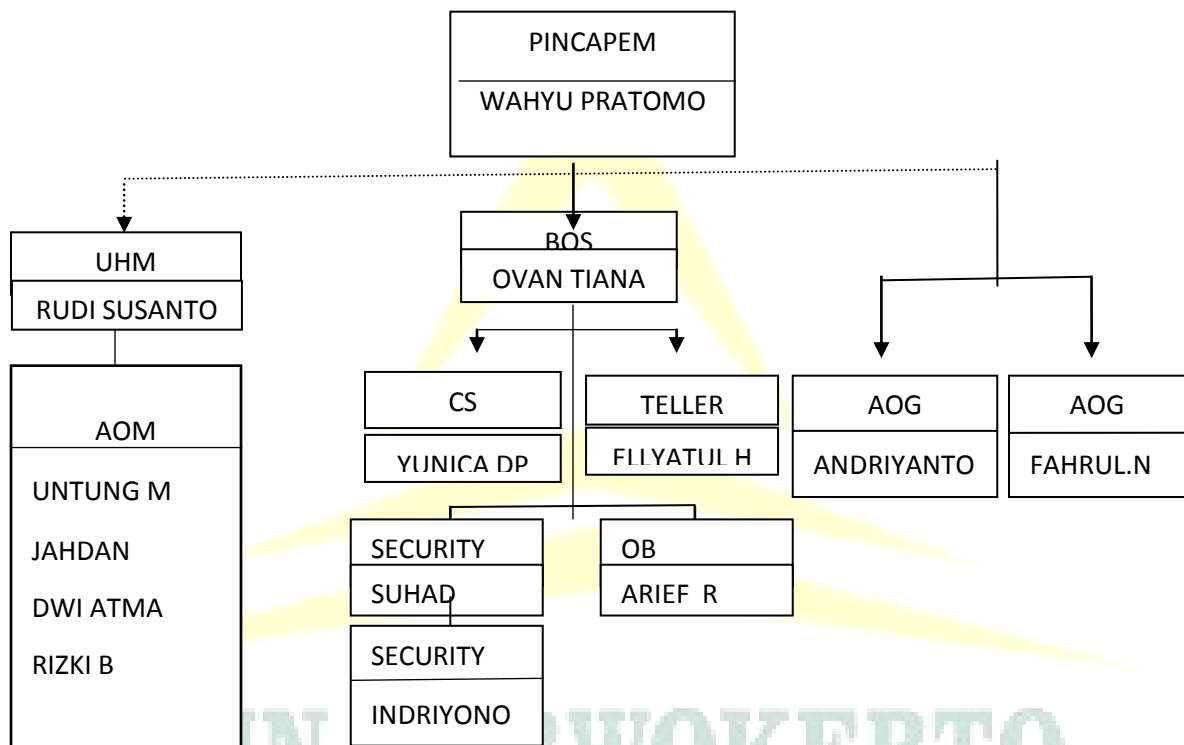 PINCAPEM
WAHYU PRATOMO
UHM
RUDI SUSANTO
BOS
OVAN TIANA
AOM
UNTUNG M
JAHDAN
DWI ATMA
RIZKI B
CS
YUNICA DP
TELLER
ELLYATUL H
AOG
ANDRIYANTO
AOG
FAHRUL.N
SECURITY
SUHAD
OB
ARIEF R
SECURITY
INDRIYONO